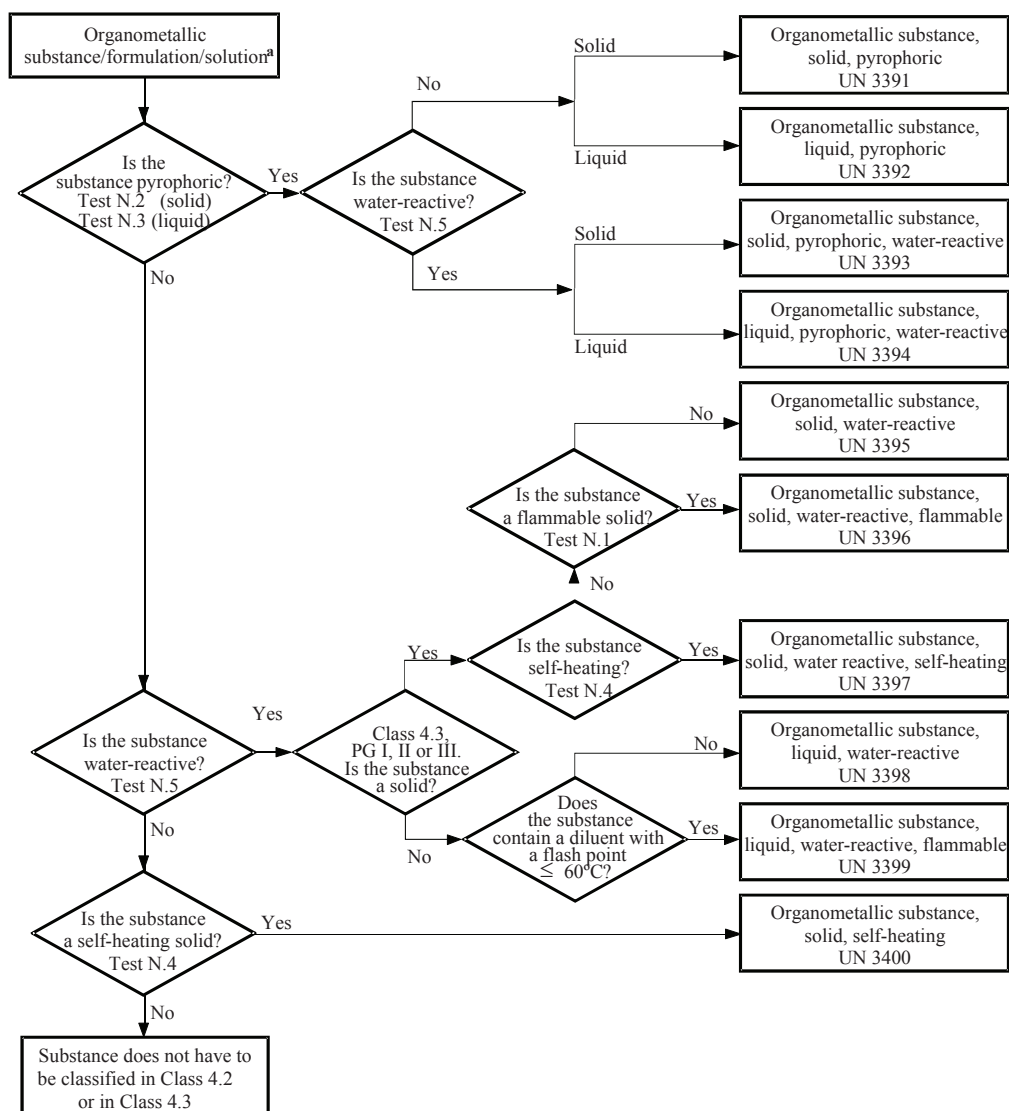 Organometallic
substance/formulation/solutionᵃ
Is the
substance pyrophoric?
Test N.2 (solid)
Test N.3 (liquid)
Yes
No
Is the substance
water-reactive?
Test N.5
No
Yes
Solid
Liquid
Solid
Liquid
Organometallic substance,
solid, pyrophoric
UN 3391
Organometallic substance,
liquid, pyrophoric
UN 3392
Organometallic substance,
solid, pyrophoric, water-reactive
UN 3393
Organometallic substance,
liquid, pyrophoric, water-reactive
UN 3394
No
Organometallic substance,
solid, water-reactive
UN 3395
Is the substance
a flammable solid?
Test N.1
Yes
Organometallic substance,
solid, water-reactive, flammable
UN 3396
No
Is the substance
self-heating?
Test N.4
Yes
Yes
Organometallic substance,
solid, water reactive, self-heating
UN 3397
Is the substance
water-reactive?
Test N.5
Yes
No
Class 4.3,
PG I, II or III.
Is the substance
a solid?
No
No
Organometallic substance,
liquid, water-reactive
UN 3398
Does
the substance
contain a diluent with
a flash point
≤ 60°C?
Yes
Organometallic substance,
liquid, water-reactive, flammable
UN 3399
Is the substance
a self-heating solid?
Test N.4
Yes
Organometallic substance,
solid, self-heating
UN 3400
No
Substance does not have to
be classified in Class 4.2
or in Class 4.3